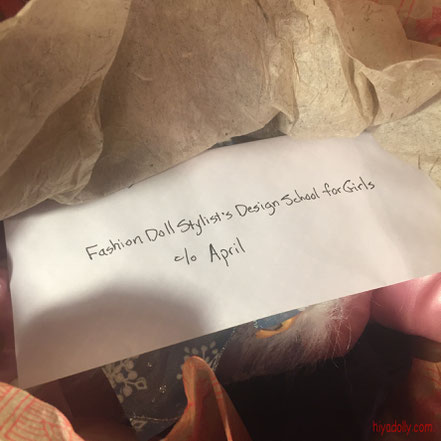 Fashion Doll Stylist's Design School for Girls
c/o April
hiyadolly.com